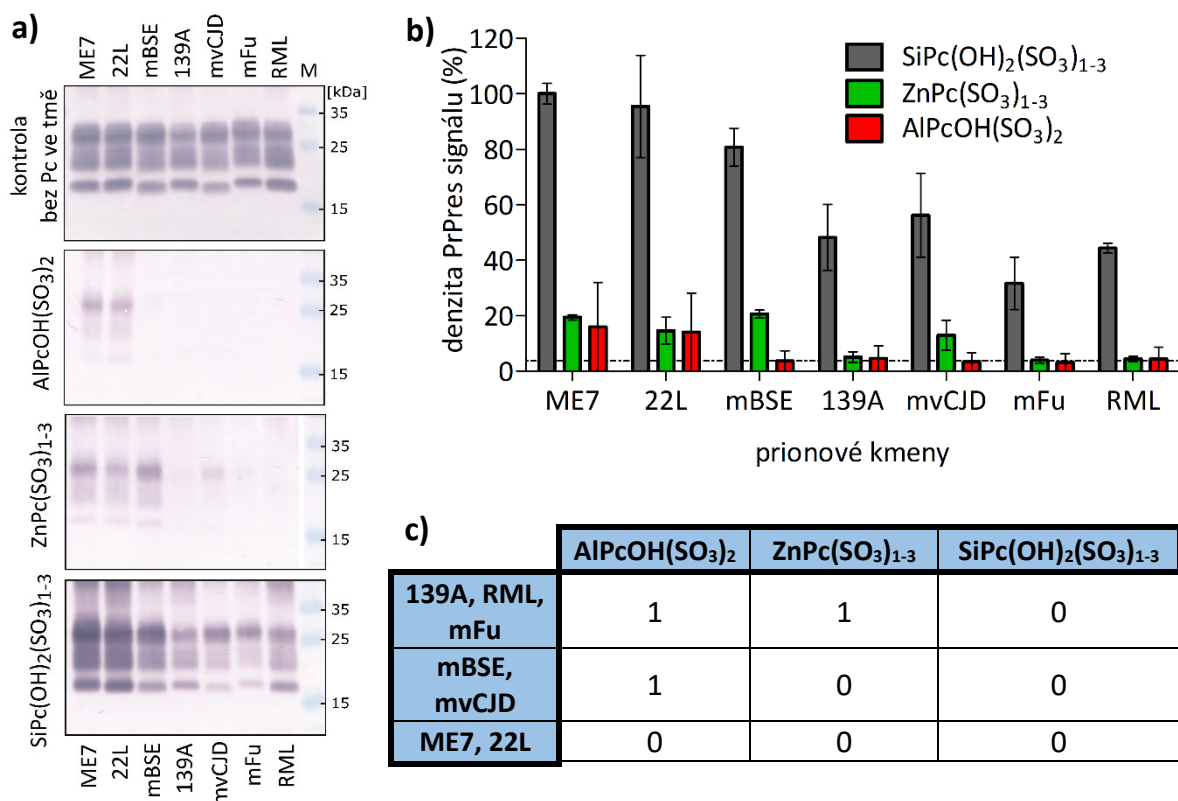 a)
ME7 22L mBSE 139A mvCJD mFu RML M
[kDa]
kontrola
bez Pc ve tmě
35
25
15
AlPcOH(SO3)2
35
25
15
ZnPc(SO3)1-3
35
25
15
SiPc(OH)2(SO3)1-3
35
25
15
ME7 22L mBSE 139A mvCJD mFu RML
b)
denzita PrPres signálu (%)
120
100
80
60
40
20
0
SiPc(OH)2(SO3)1-3
ZnPc(SO3)1-3
AlPcOH(SO3)2
ME7 22L mBSE 139A mvCJD mFu RML
prionové kmeny
c)
AlPcOH(SO3)2 ZnPc(SO3)1-3 SiPc(OH)2(SO3)1-3
139A, RML,
mFu
1 1 0
mBSE,
mvCJD
1 0 0
ME7, 22L 0 0 0